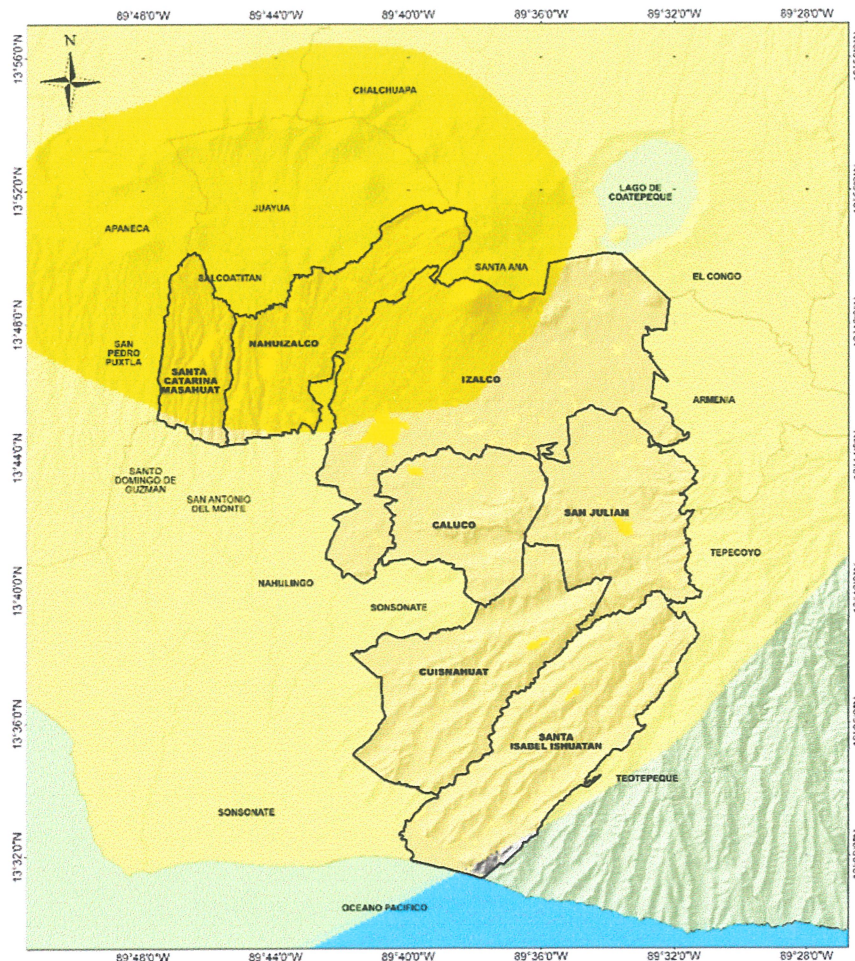 89°48'0"W
89°44'0"W
89°40'0"W
89°36'0"W
89°32'0"W
89°28'0"W
N
13°56'0"N
CHALCHUAPA
13°52'0"N
LAGO DE
COATEPEQUE
JUAYUA
APANECA
SANTA ANA
SALCOATITAN
EL CONGO
13°48'0"N
SAN
PEDRO
PUXTLA
NAHUIZALCO
SANTA
CATARINA
MASAHUAT
IZALCO
ARMENIA
13°44'0"N
SANTO
DOMINGO DE
GUZMAN
SAN ANTONIO
DEL MONTE
CALUCO
SAN JULIAN
TEPECOYO
13°40'0"N
NAHULINGO
SONSONATE
CUISNAHUAT
13°36'0"N
SANTA
ISABEL ISHUATAN
TEOTEPEQUE
SONSONATE
13°32'0"N
OCEANO PACIFICO
89°48'0"W
89°44'0"W
89°40'0"W
89°36'0"W
89°32'0"W
89°28'0"W